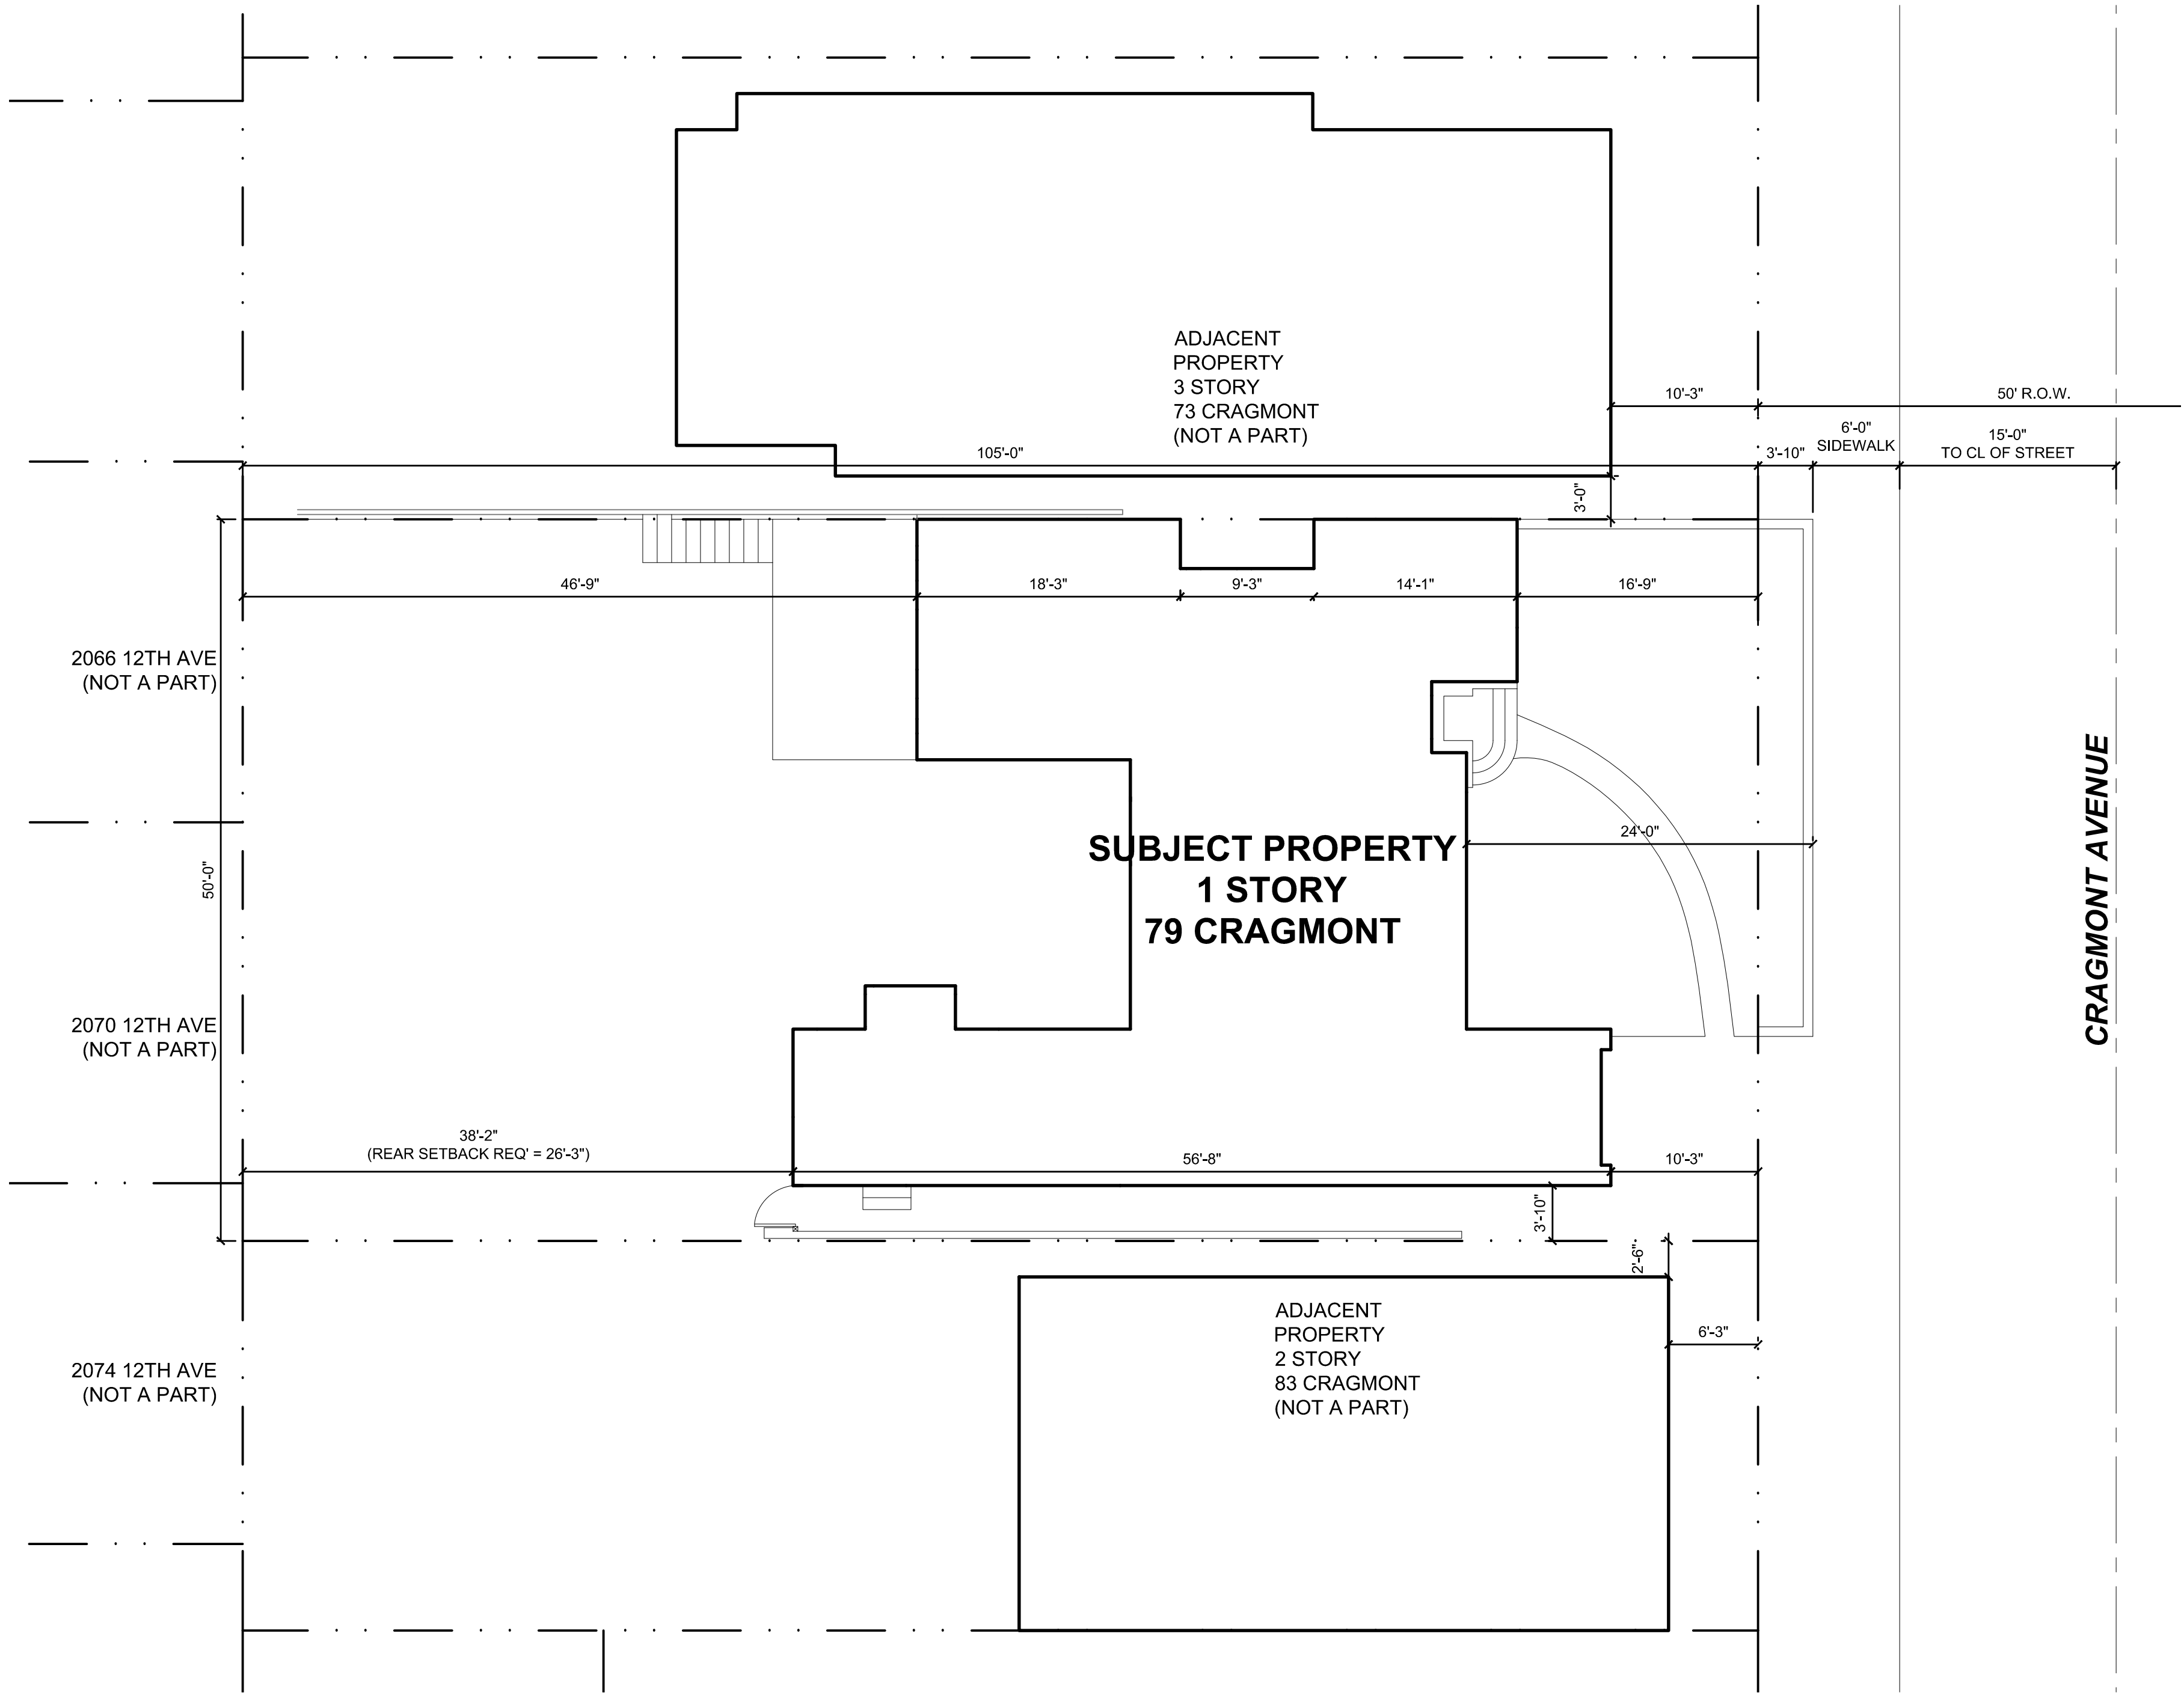 ADJACENT
PROPERTY
3 STORY
73 CRAGMONT
(NOT A PART)
10'-3"
50' R.O.W.
105'-0"
3'-10"
6'-0"
SIDEWALK
15'-0"
TO CL OF STREET
3'-0"
46'-9"
18'-3"
9'-3"
14'-1"
16'-9"
2066 12TH AVE
(NOT A PART)
50'-0"
SUBJECT PROPERTY
1 STORY
79 CRAGMONT
24'-0"
CRAGMONT AVENUE
2070 12TH AVE
(NOT A PART)
38'-2"
(REAR SETBACK REQ' = 26'-3")
56'-8"
10'-3"
3'-10"
2'-6"
ADJACENT
PROPERTY
2 STORY
83 CRAGMONT
(NOT A PART)
6'-3"
2074 12TH AVE
(NOT A PART)